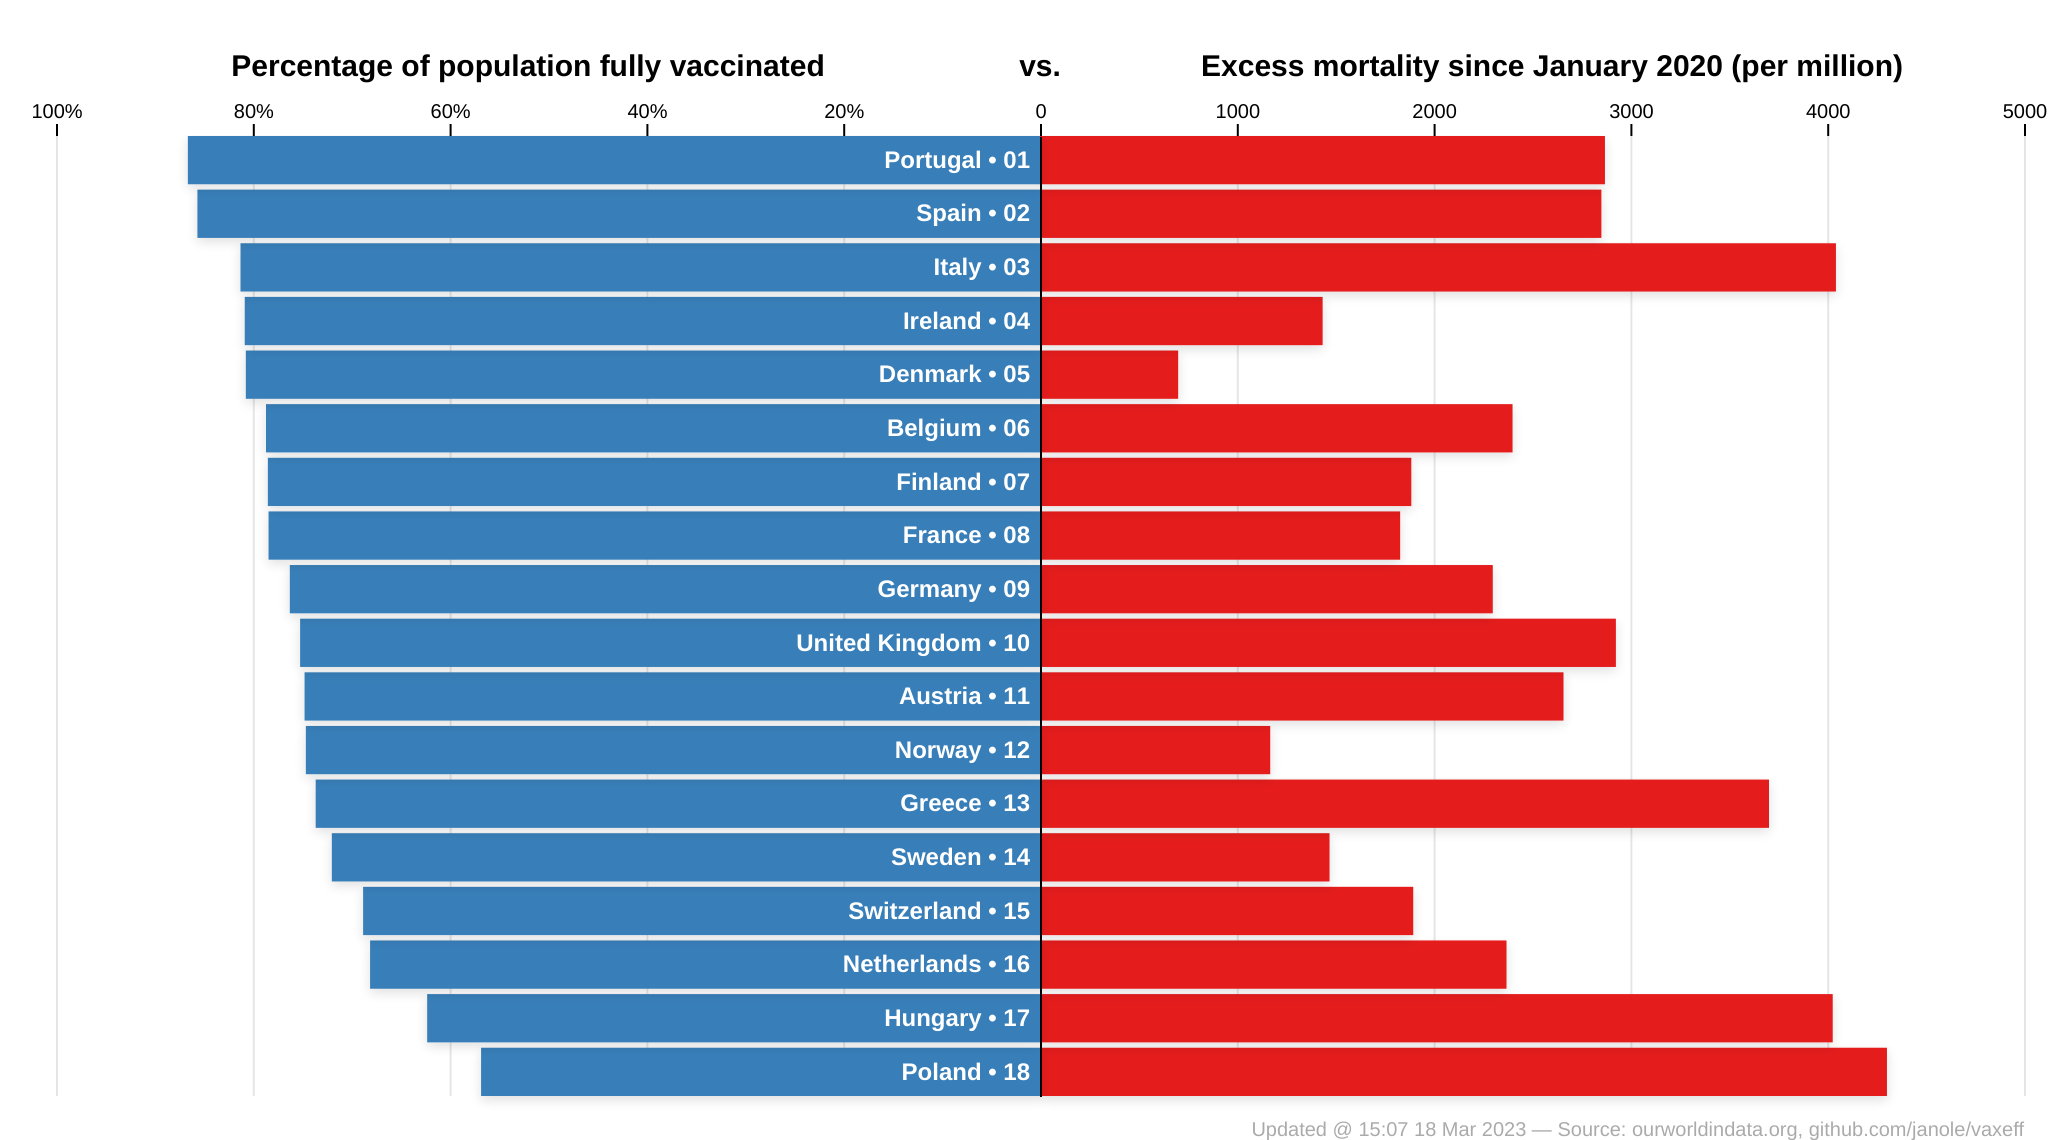 Percentage of population fully vaccinated vs. Excess mortality since January 2020 (per million)
100% 80% 60% 40% 20% 0 1000 2000 3000 4000 5000
Portugal • 01
Spain • 02
Italy • 03
Ireland • 04
Denmark • 05
Belgium • 06
Finland • 07
France • 08
Germany • 09
United Kingdom • 10
Austria • 11
Norway • 12
Greece • 13
Sweden • 14
Switzerland • 15
Netherlands • 16
Hungary • 17
Poland • 18
Updated @ 15:07 18 Mar 2023 — Source: ourworldindata.org, github.com/janole/vaxeff